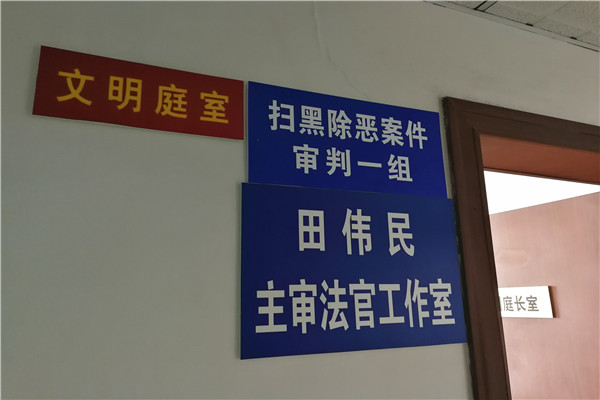 文明庭室
扫黑除恶案件
审判一组
田伟民
主审法官工作室
庭长室